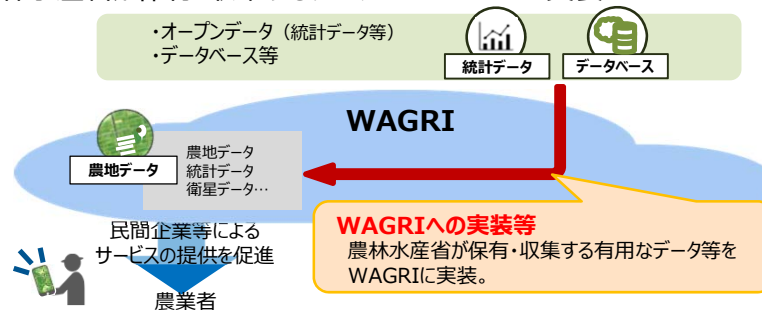 ・オープンデータ（統計データ等）
・データベース等
統計データ
データベース
WAGRI
農地データ
農地データ
統計データ
衛星データ…
WAGRIへの実装等
農林水産省が保有・収集する有用なデータ等を
WAGRIに実装。
民間企業等による
サービスの提供を促進
農業者